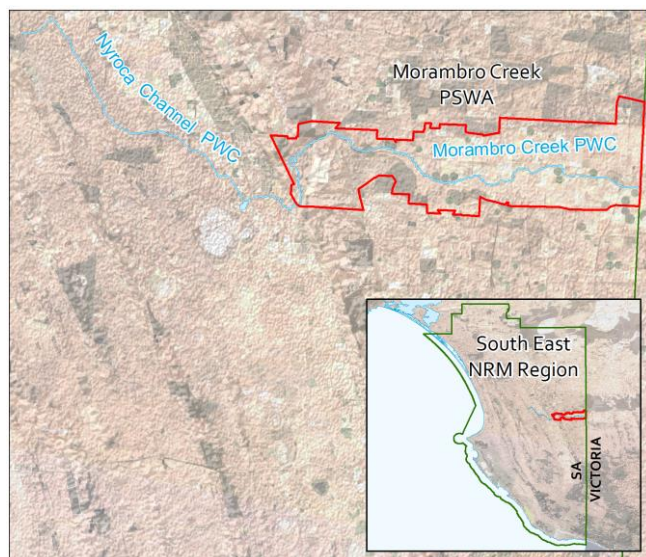 Nyroca Channel PWC
Morambro Creek
PSWA
Morambro Creek PWC
South East
NRM Region
SA
VICTORIA